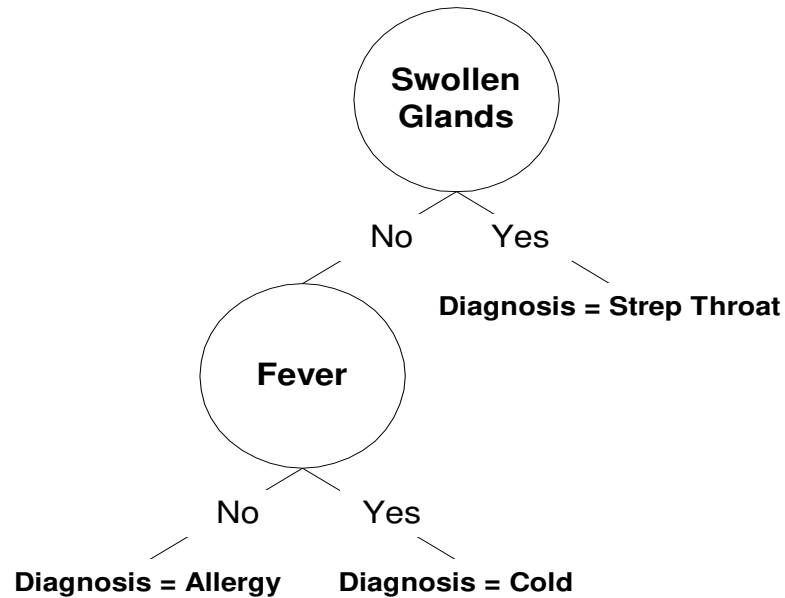 Swollen
Glands
No
Yes
Diagnosis = Strep Throat
Fever
No
Yes
Diagnosis = Allergy
Diagnosis = Cold